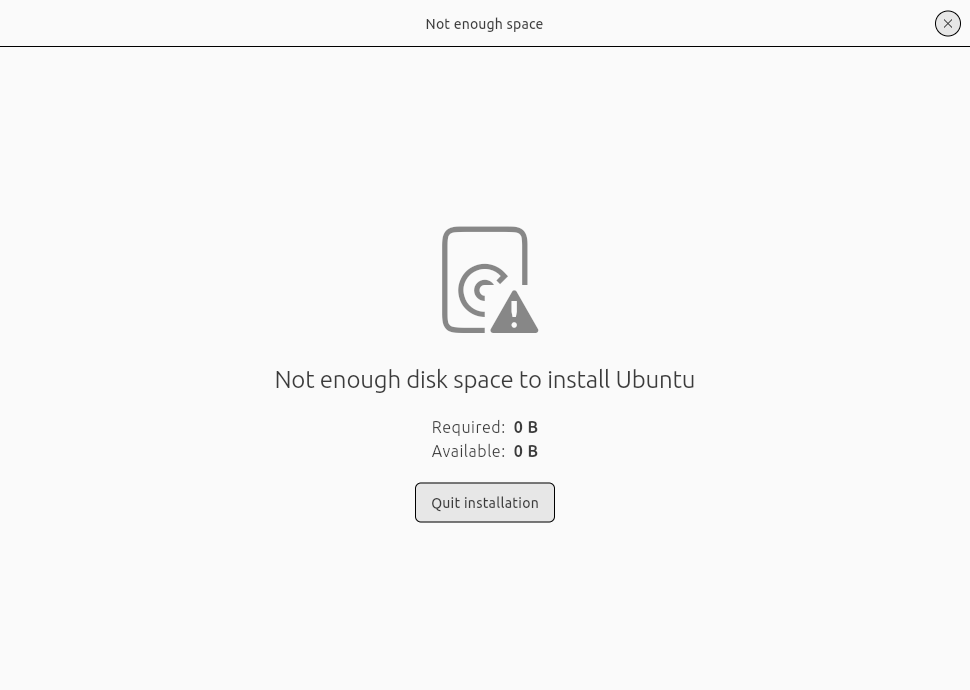 Not enough space
Not enough disk space to install Ubuntu
Required: 0 B
Available: 0 B
Quit installation